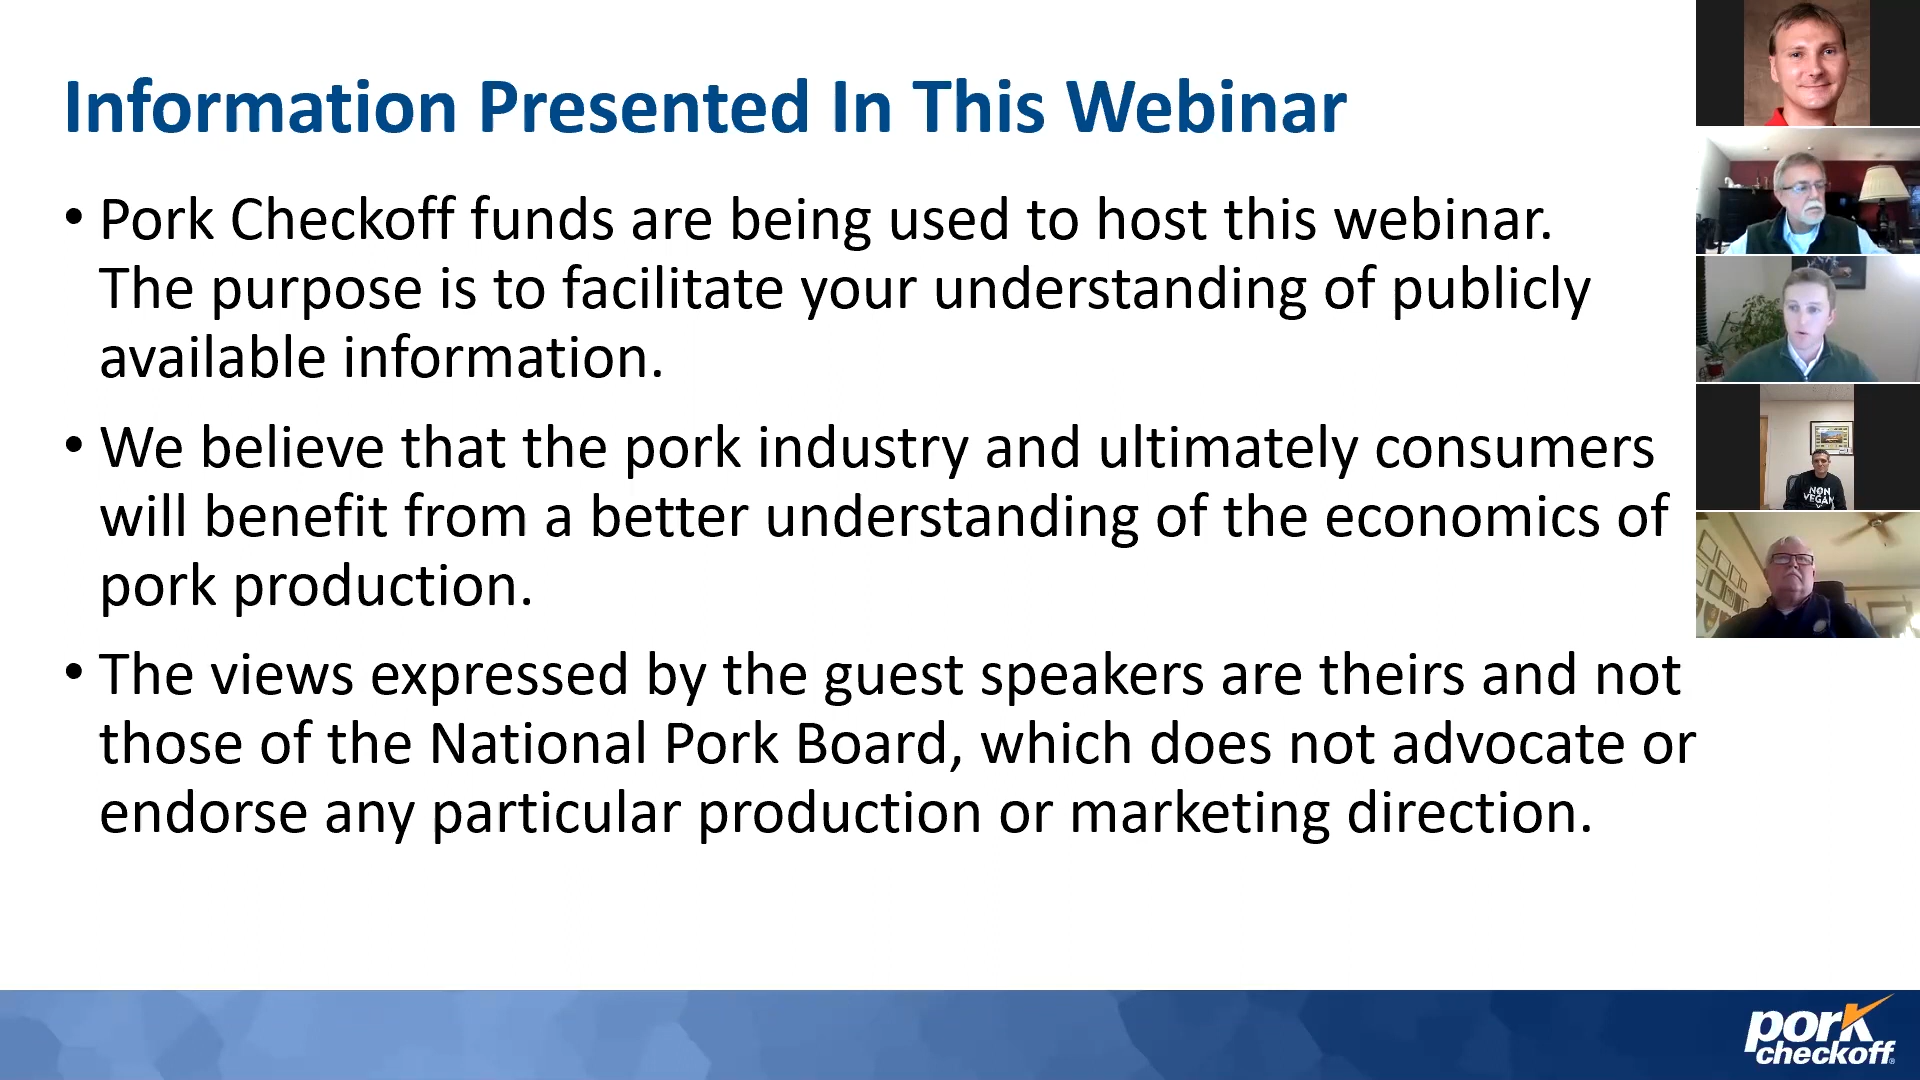 Information Presented In This Webinar
• Pork Checkoff funds are being used to host this webinar.
The purpose is to facilitate your understanding of publicly
available information.
• We believe that the pork industry and ultimately consumers
will benefit from a better understanding of the economics of
pork production.
• The views expressed by the guest speakers are theirs and not
those of the National Pork Board, which does not advocate or
endorse any particular production or marketing direction.
NON
VEGAN
pork
checkoff®